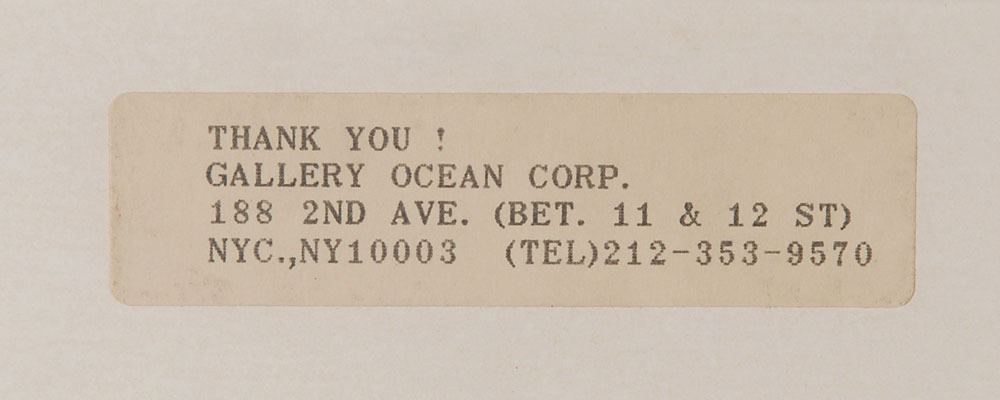 THANK YOU !
GALLERY OCEAN CORP.
188 2ND AVE. (BET. 11 & 12 ST)
NYC.,NY10003 (TEL)212-353-9570